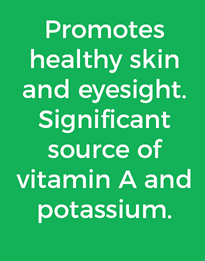 Promotes
healthy skin
and eyesight.
Significant
source of
vitamin A and
potassium.